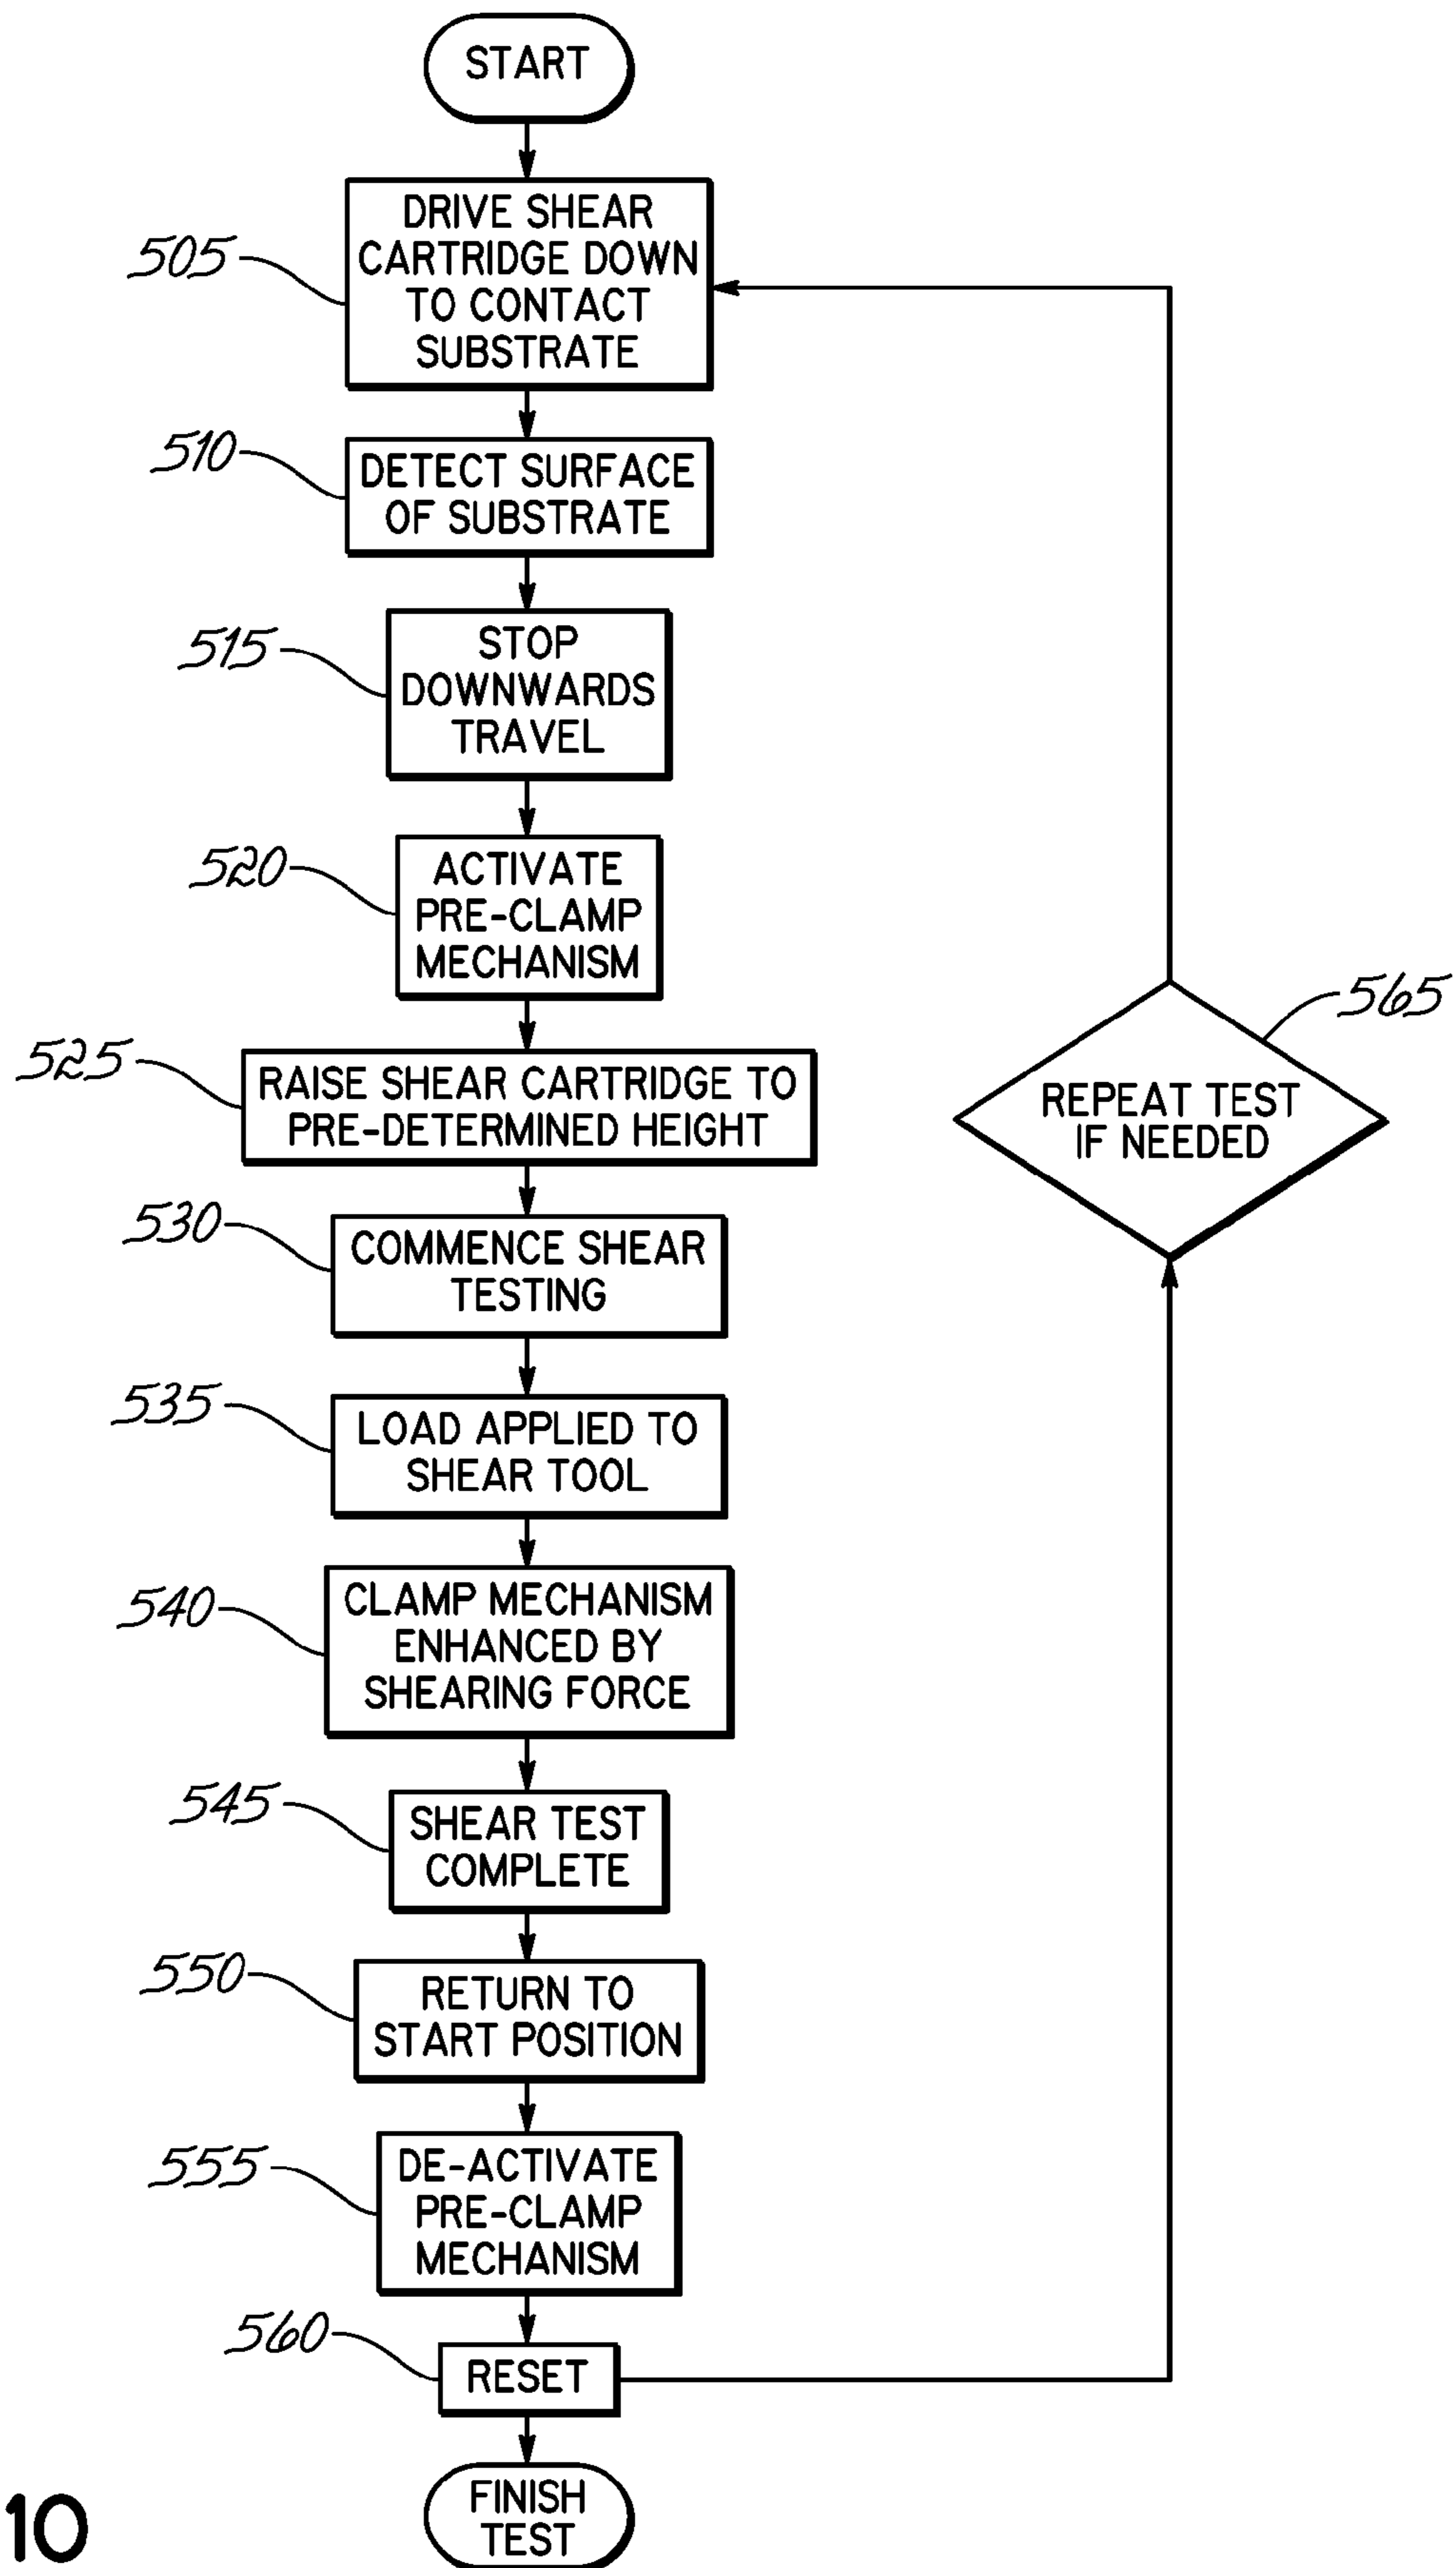 START
505
DRIVE SHEAR
CARTRIDGE DOWN
TO CONTACT
SUBSTRATE
510
DETECT SURFACE
OF SUBSTRATE
515
STOP
DOWNWARDS
TRAVEL
520
ACTIVATE
PRE-CLAMP
MECHANISM
525
RAISE SHEAR CARTRIDGE TO
PRE-DETERMINED HEIGHT
530
COMMENCE SHEAR
TESTING
535
LOAD APPLIED TO
SHEAR TOOL
540
CLAMP MECHANISM
ENHANCED BY
SHEARING FORCE
545
SHEAR TEST
COMPLETE
550
RETURN TO
START POSITION
555
DE-ACTIVATE
PRE-CLAMP
MECHANISM
560
RESET
565
REPEAT TEST
IF NEEDED
FINISH
TEST
10